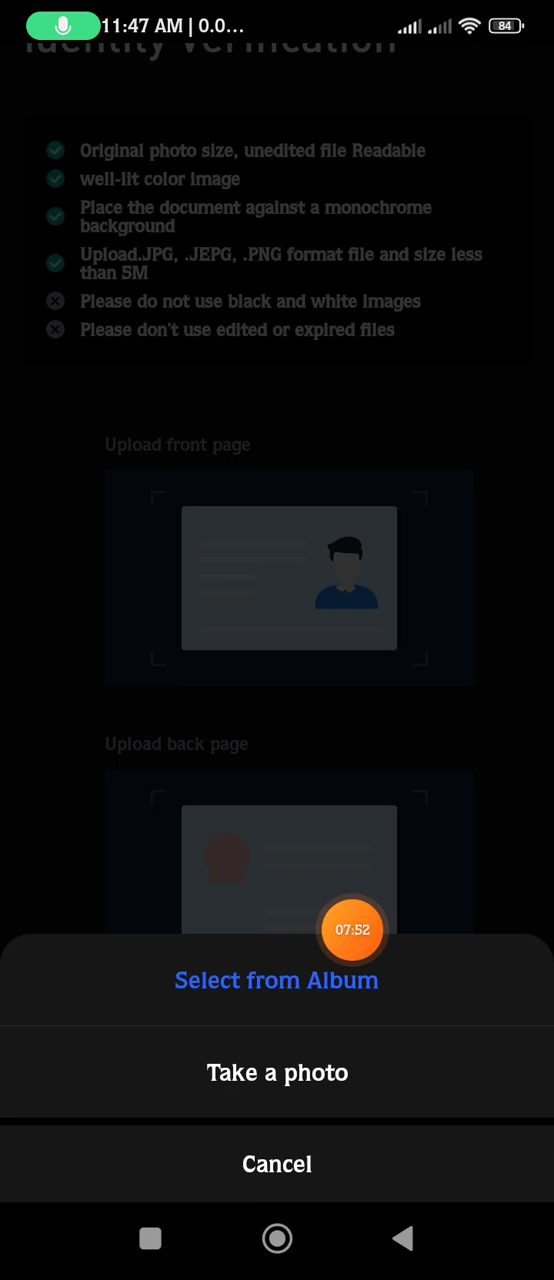 11:47 AM | 0.0...
84
Identity verification
Original photo size, unedited file Readable
well-lit color image
Place the document against a monochrome
background
Upload.JPG, .JEPG, .PNG format file and size less
than 5M
Please do not use black and white images
Please don't use edited or expired files
Upload front page
Upload back page
07:52
Select from Album
Take a photo
Cancel